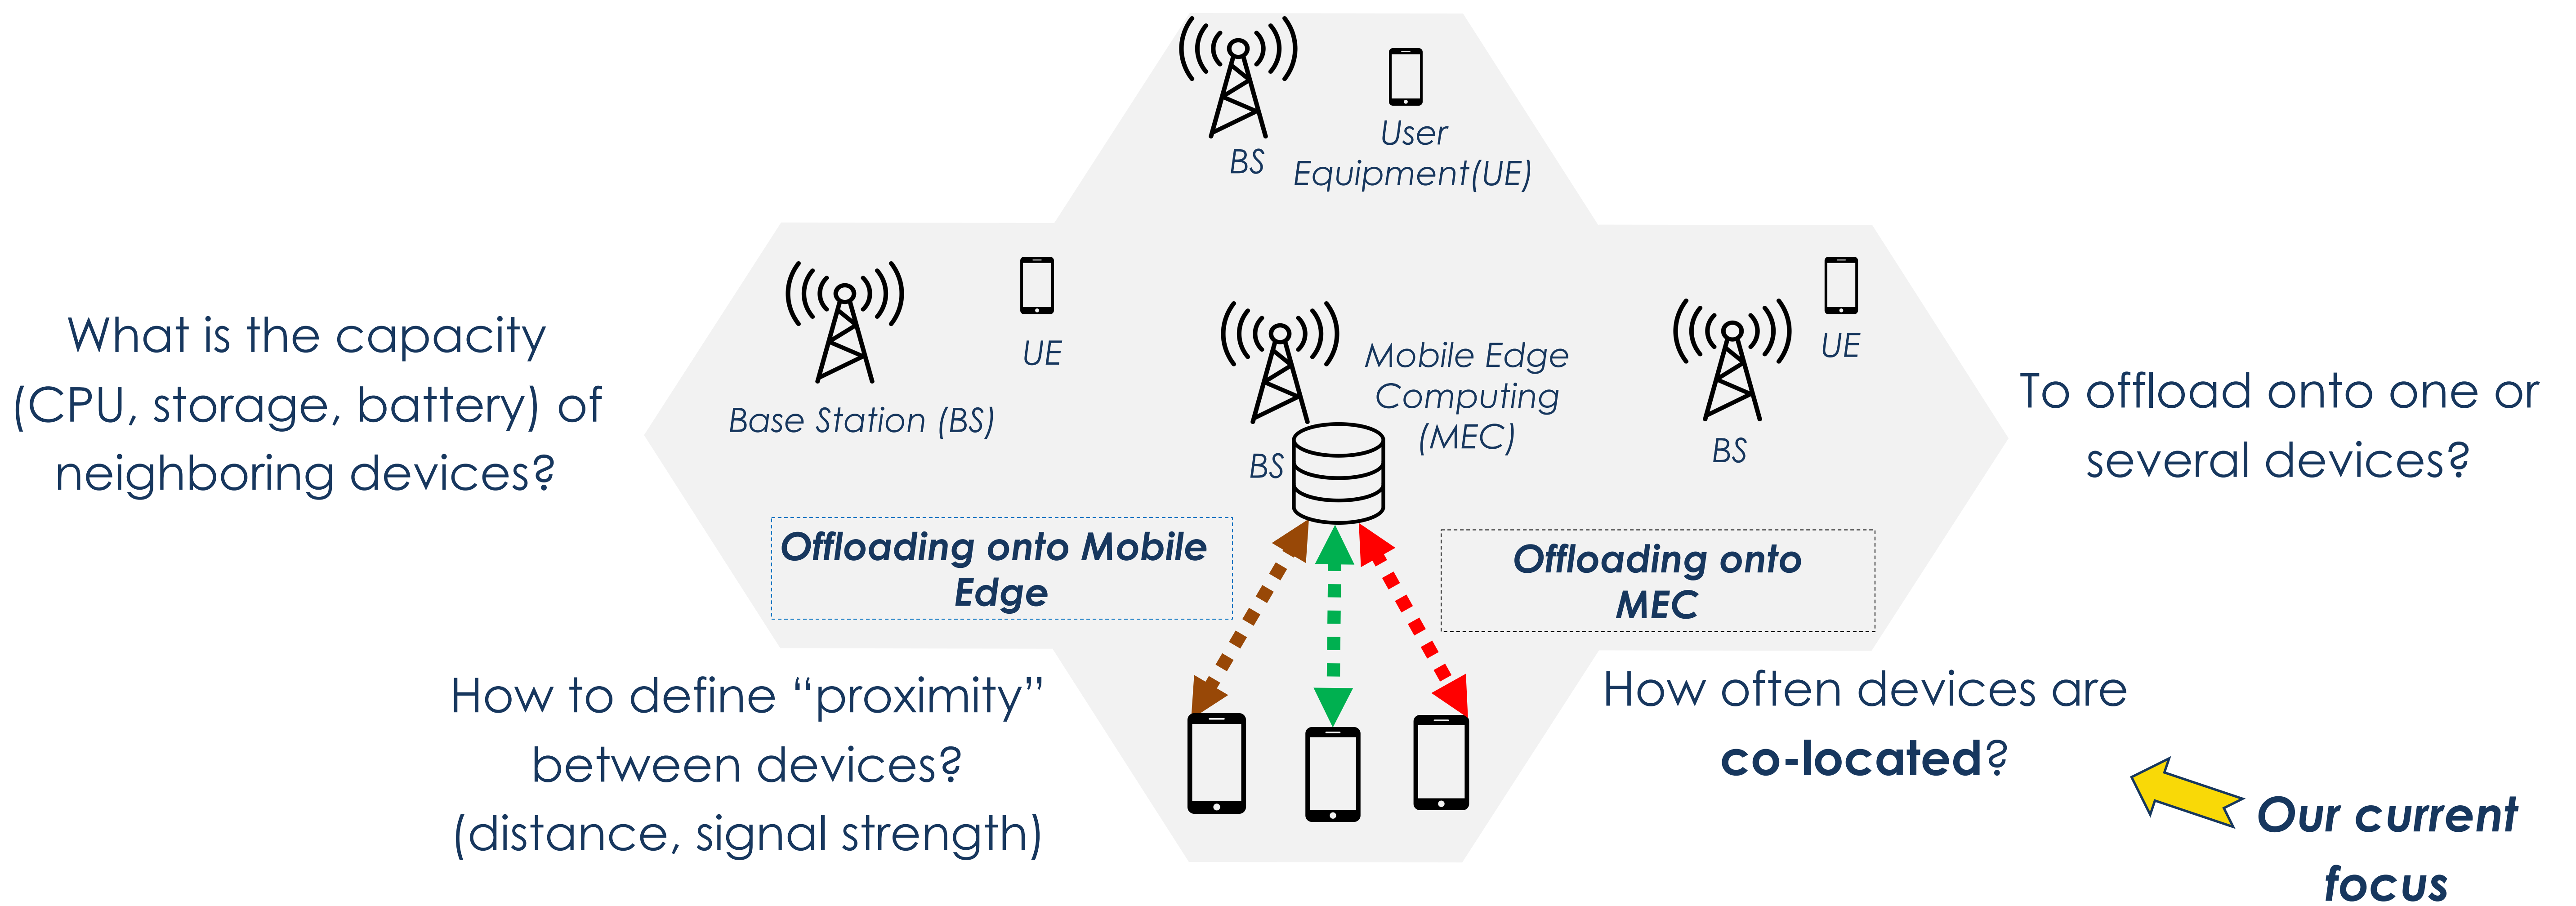 BS
User
Equipment(UE)
Base Station (BS)
UE
BS
Mobile Edge
Computing
(MEC)
UE
BS
What is the capacity
(CPU, storage, battery) of
neighboring devices?
To offload onto one or
several devices?
Offloading onto Mobile
Edge
Offloading onto
MEC
How to define “proximity”
between devices?
(distance, signal strength)
How often devices are
co-located?
Our current
focus